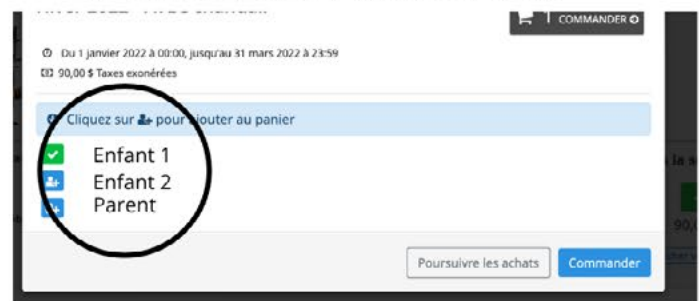 1 COMMANDER
Du 1 janvier 2022 à 00:00, jusqu'au 31 mars 2022 à 23:59
90,00 $ Taxes exonérées
Cliquez sur pour ajouter au panier
Enfant 1
Enfant 2
Parent
Poursuivre les achats Commander